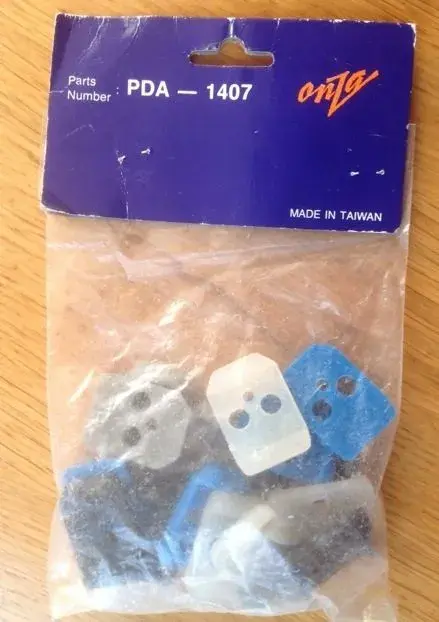 Parts
Number : PDA — 1407
onza
MADE IN TAIWAN